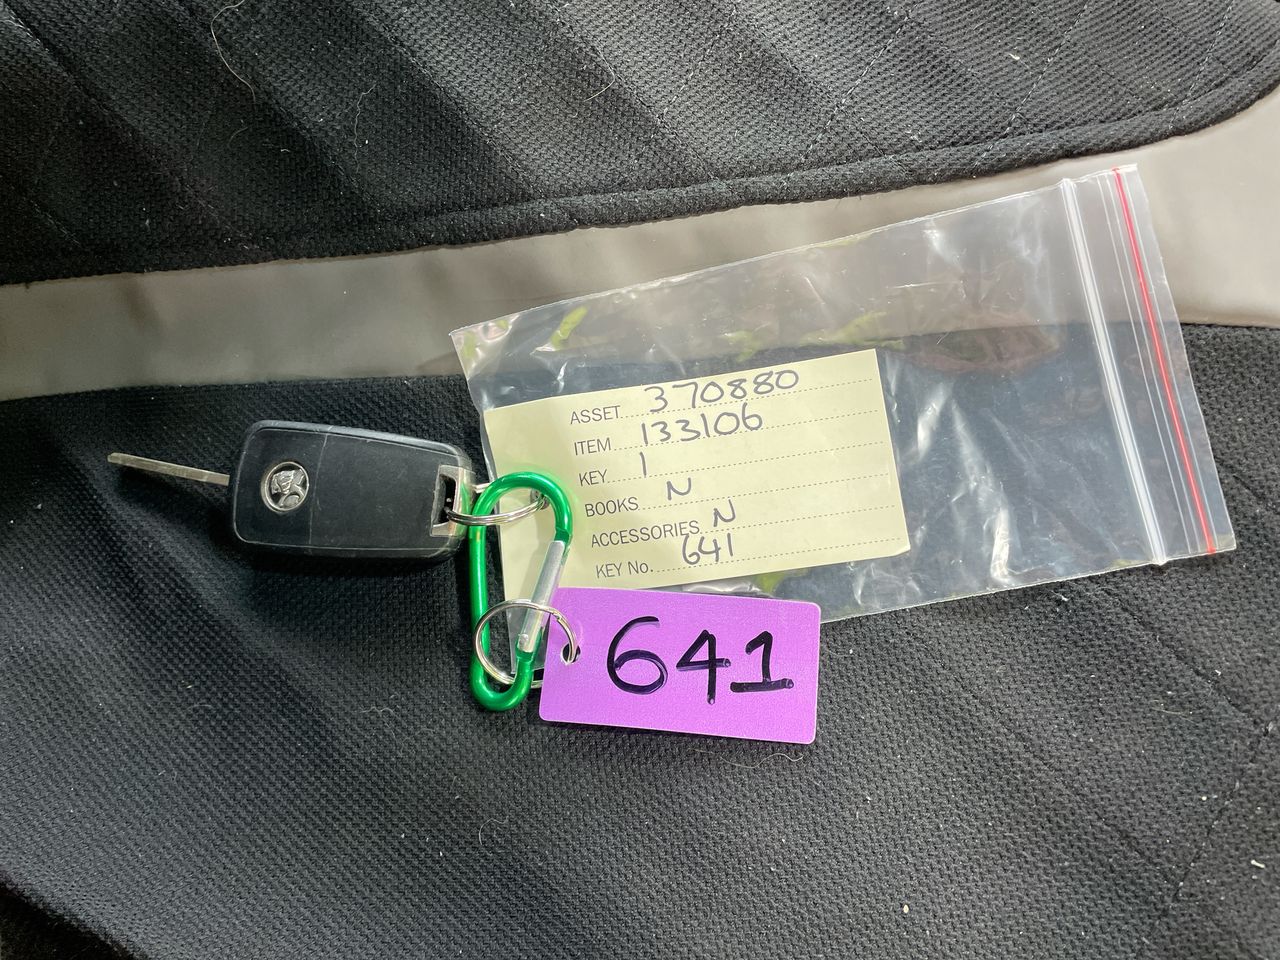 ASSET 370880
ITEM 133106
KEY 1
BOOKS N
ACCESSORIES N
KEY No. 641
641